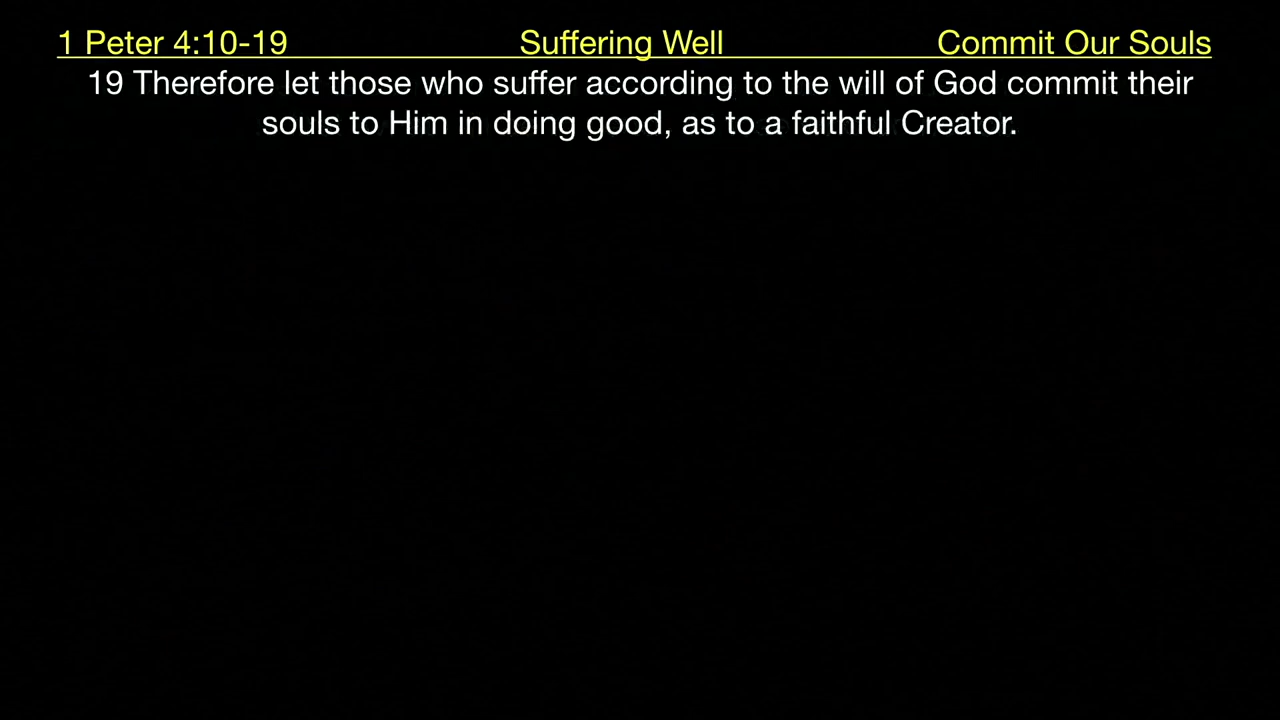 1 Peter 4:10-19 Suffering Well Commit Our Souls
19 Therefore let those who suffer according to the will of God commit their
souls to Him in doing good, as to a faithful Creator.